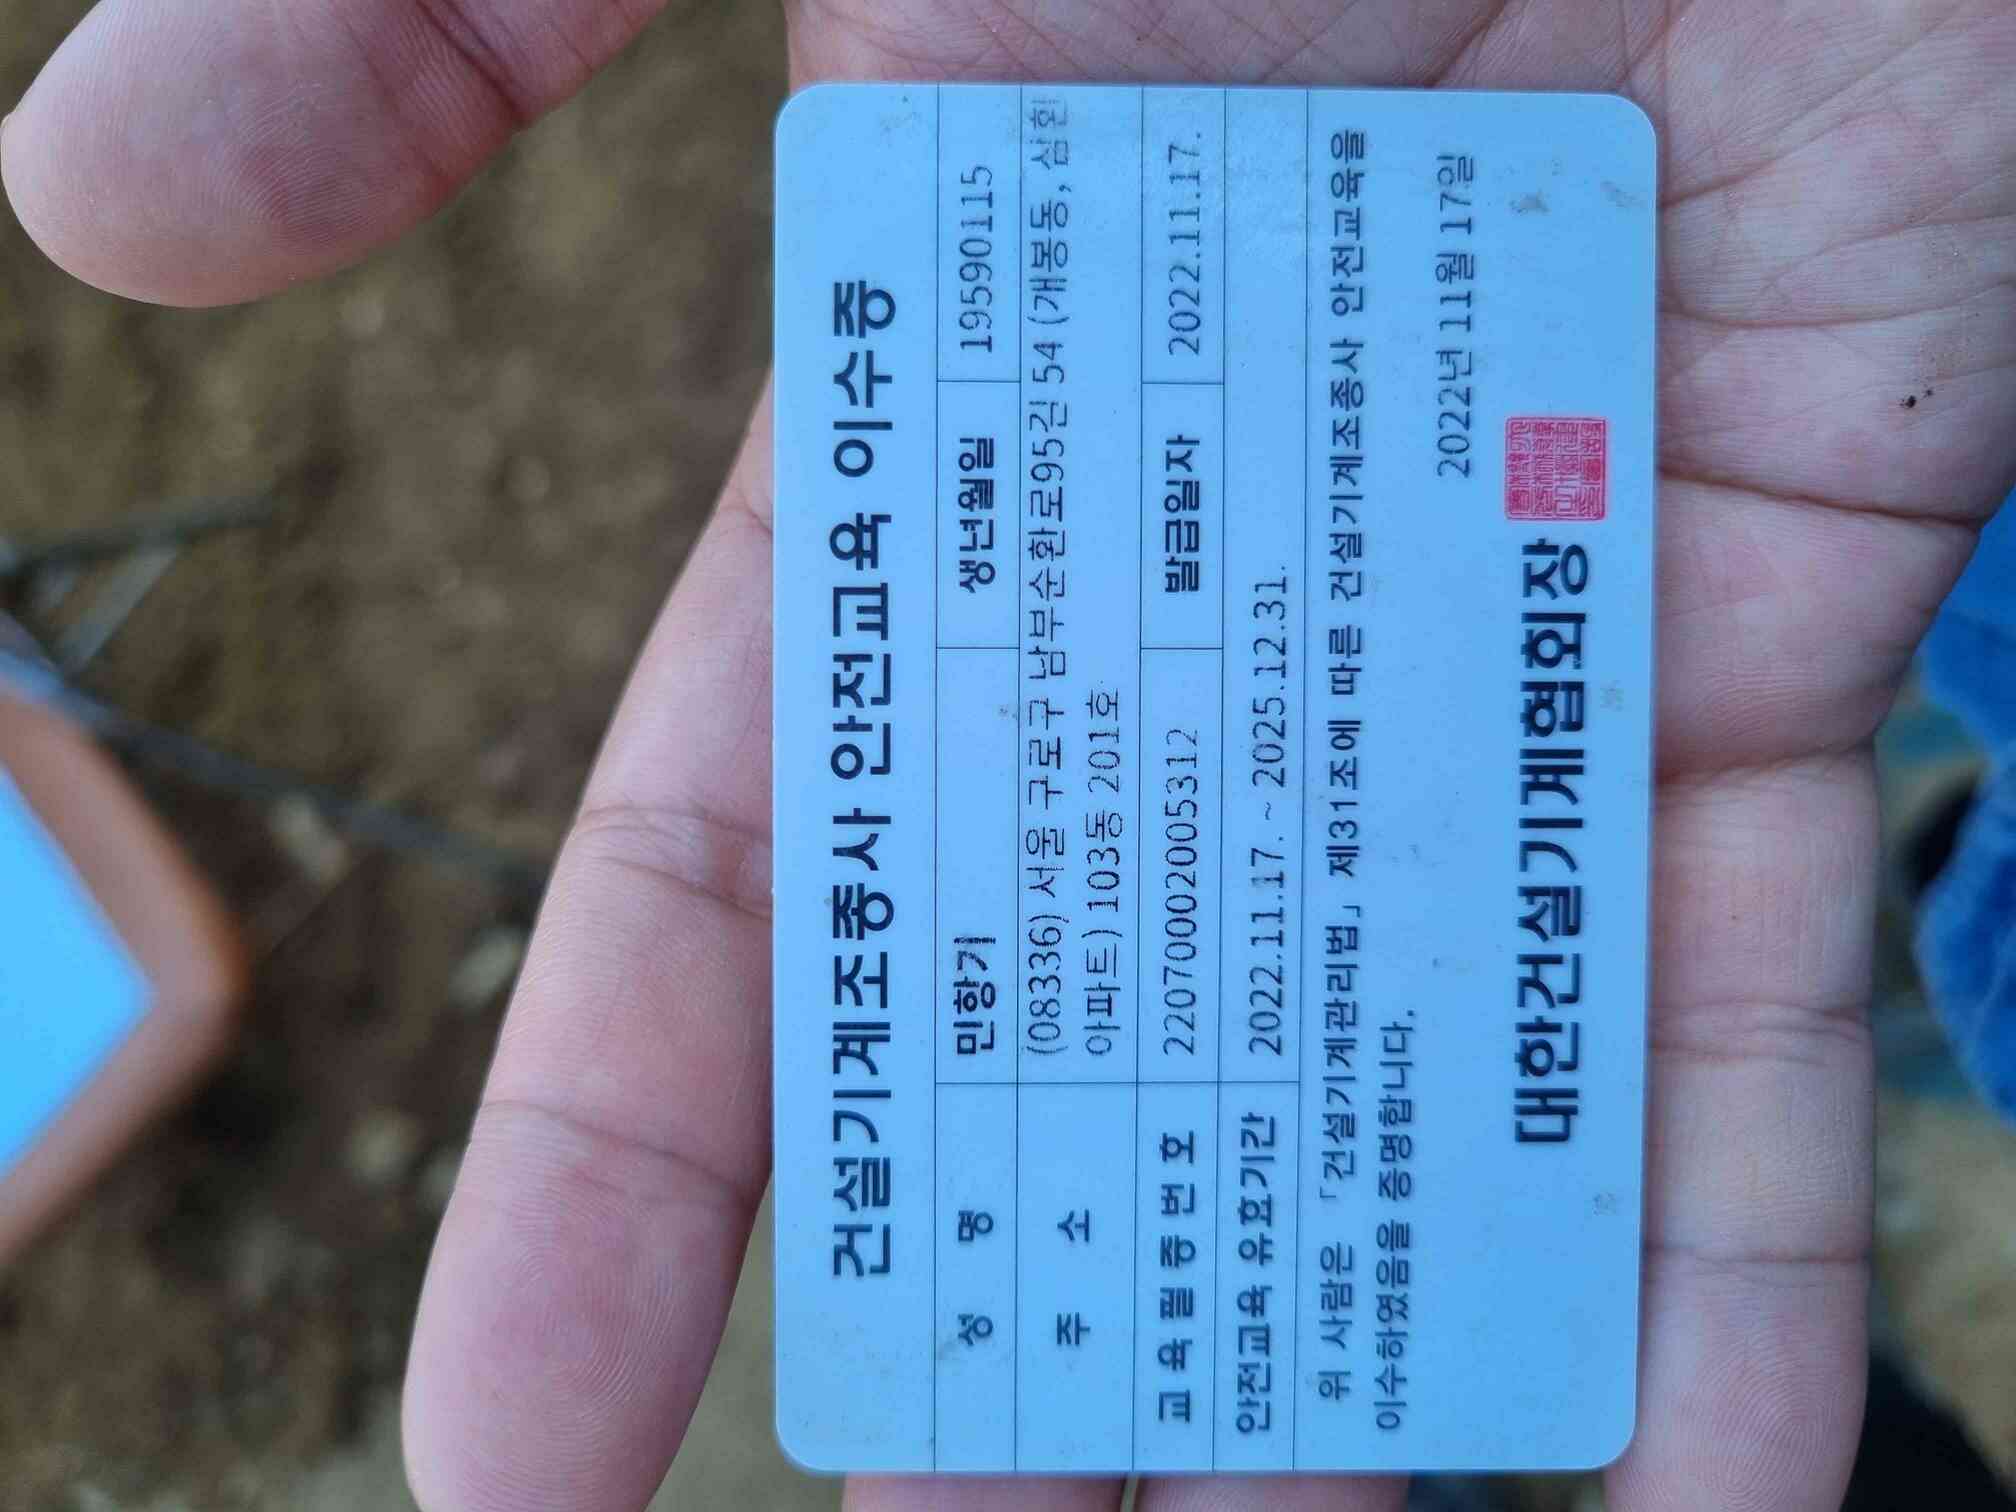 건설기계조종사 안전교육 이수증
성 명 민항기 생년월일 19590115
주 소 (08336) 서울 구로구 남부순환로95길 54 (개봉동, 삼환
아파트) 103동 201호
교육필증번호 22070002005312 발급일자 2022.11.17.
안전교육 유효기간 2022.11.17. ~ 2025.12.31.
위 사람은 「건설기계관리법」 제31조에 따른 건설기계조종사 안전교육을
이수하였음을 증명합니다.
2022년 11월 17일
대한건설기계협회장